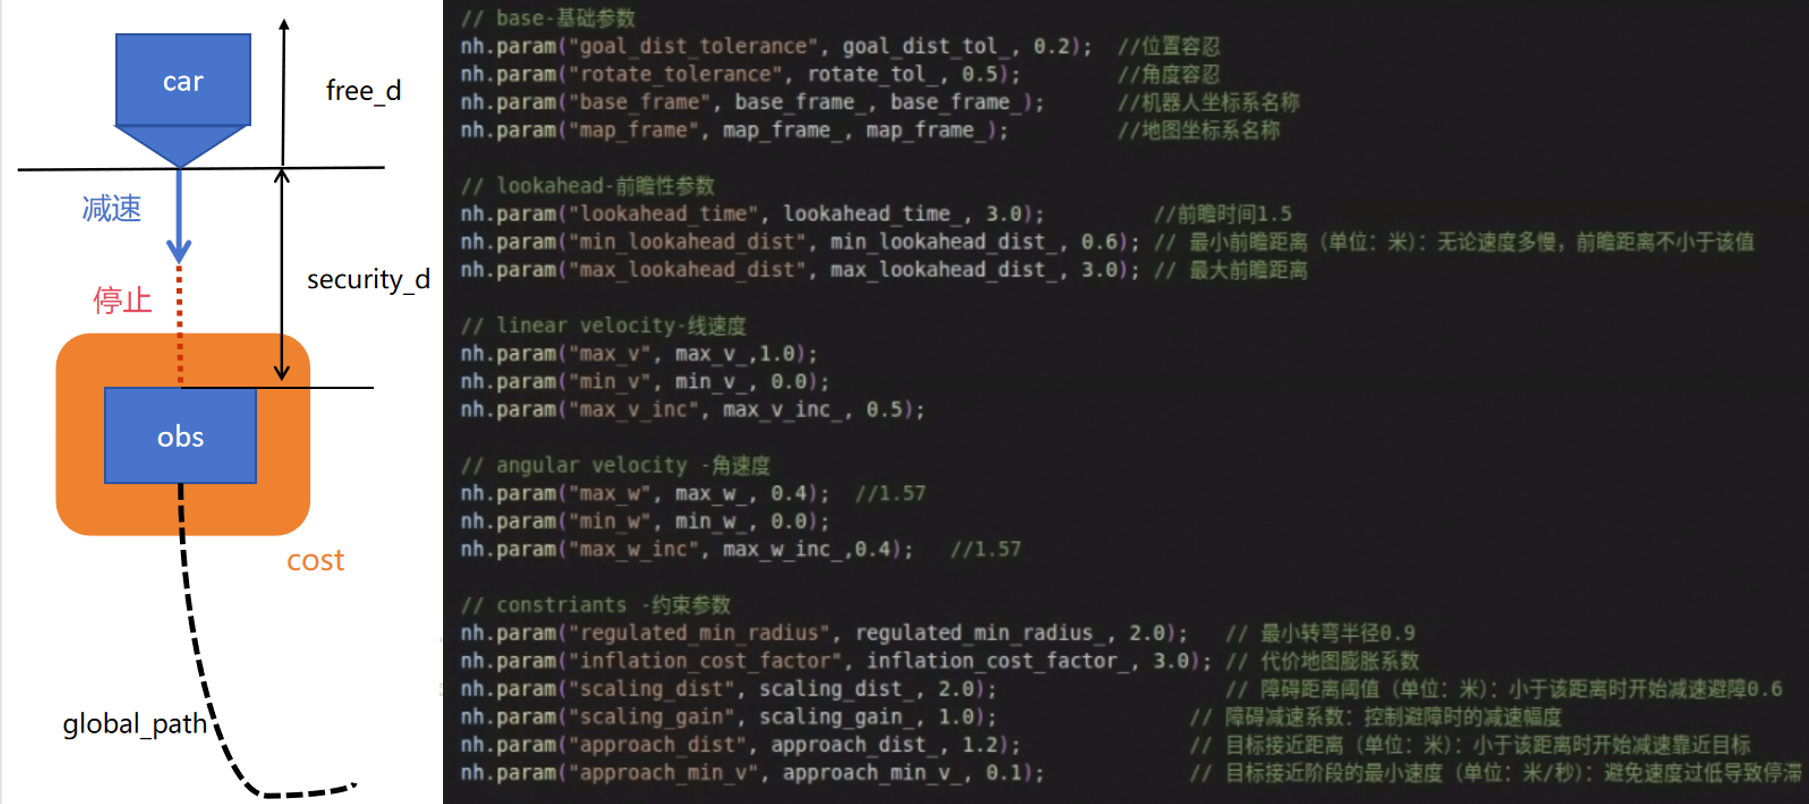 car
free_d
减速
停止
security_d
obs
cost
global_path
// base-基础参数
nh.param("goal_dist_tolerance", goal_dist_tol_, 0.2); //位置容忍
nh.param("rotate_tolerance", rotate_tol_, 0.5); //角度容忍
nh.param("base_frame", base_frame_, base_frame_); //机器人坐标系名称
nh.param("map_frame", map_frame_, map_frame_); //地图坐标系名称
// lookahead-前瞻性参数
nh.param("lookahead_time", lookahead_time_, 3.0); //前瞻时间1.5
nh.param("min_lookahead_dist", min_lookahead_dist_, 0.6); // 最小前瞻距离（单位：米）：无论速度多慢，前瞻距离不小于该值
nh.param("max_lookahead_dist", max_lookahead_dist_, 3.0); // 最大前瞻距离
// linear velocity-线速度
nh.param("max_v", max_v_,1.0);
nh.param("min_v", min_v_, 0.0);
nh.param("max_v_inc", max_v_inc_, 0.5);
// angular velocity -角速度
nh.param("max_w", max_w_, 0.4); //1.57
nh.param("min_w", min_w_, 0.0);
nh.param("max_w_inc", max_w_inc_,0.4); //1.57
// constriants -约束参数
nh.param("regulated_min_radius", regulated_min_radius_, 2.0); // 最小转弯半径0.9
nh.param("inflation_cost_factor", inflation_cost_factor_, 3.0); // 代价地图膨胀系数
nh.param("scaling_dist", scaling_dist_, 2.0); // 障碍距离阈值（单位：米）：小于该距离时开始减速避障0.6
nh.param("scaling_gain", scaling_gain_, 1.0); // 障碍减速系数：控制避障时的减速幅度
nh.param("approach_dist", approach_dist_, 1.2); // 目标接近距离（单位：米）：小于该距离时开始减速靠近目标
nh.param("approach_min_v", approach_min_v_, 0.1); // 目标接近阶段的最小速度（单位：米/秒）：避免速度过低导致停滞